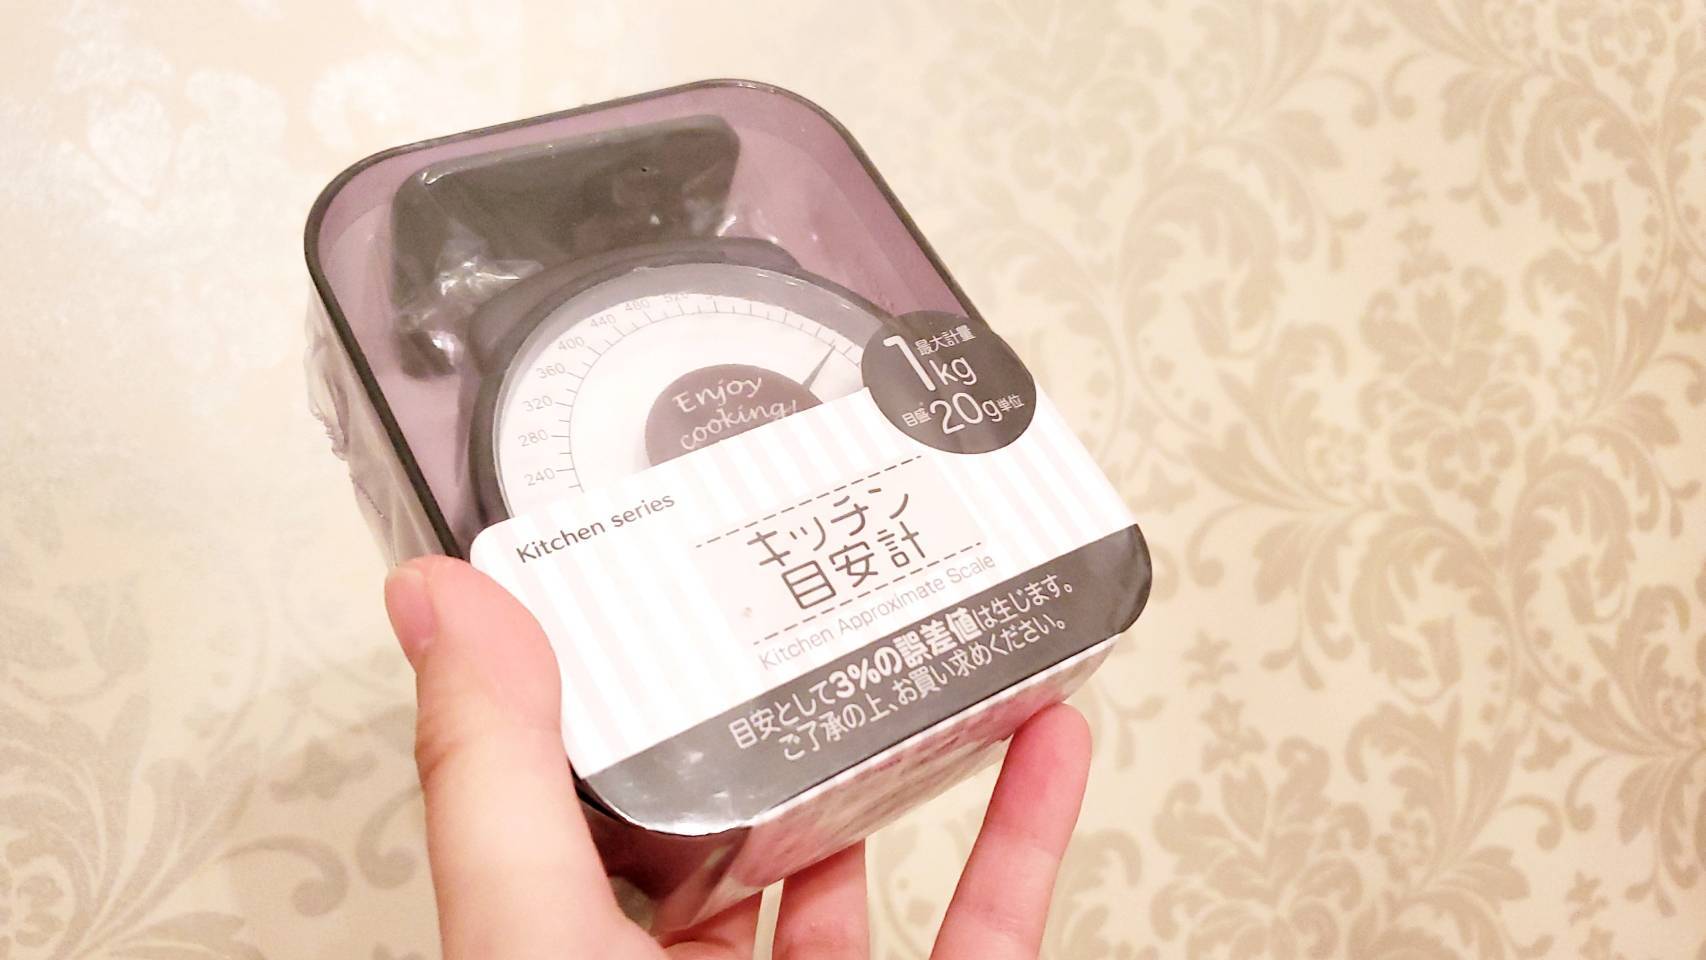 520
480
440
400
360
320
280
240
Enjoy
cooking!
最大計量
1kg
目盛20g単位
Kitchen series
キッチン
目安計
Kitchen Approximate Scale
目安として3%の誤差値は生じます。
ご了承の上、お買い求めください。